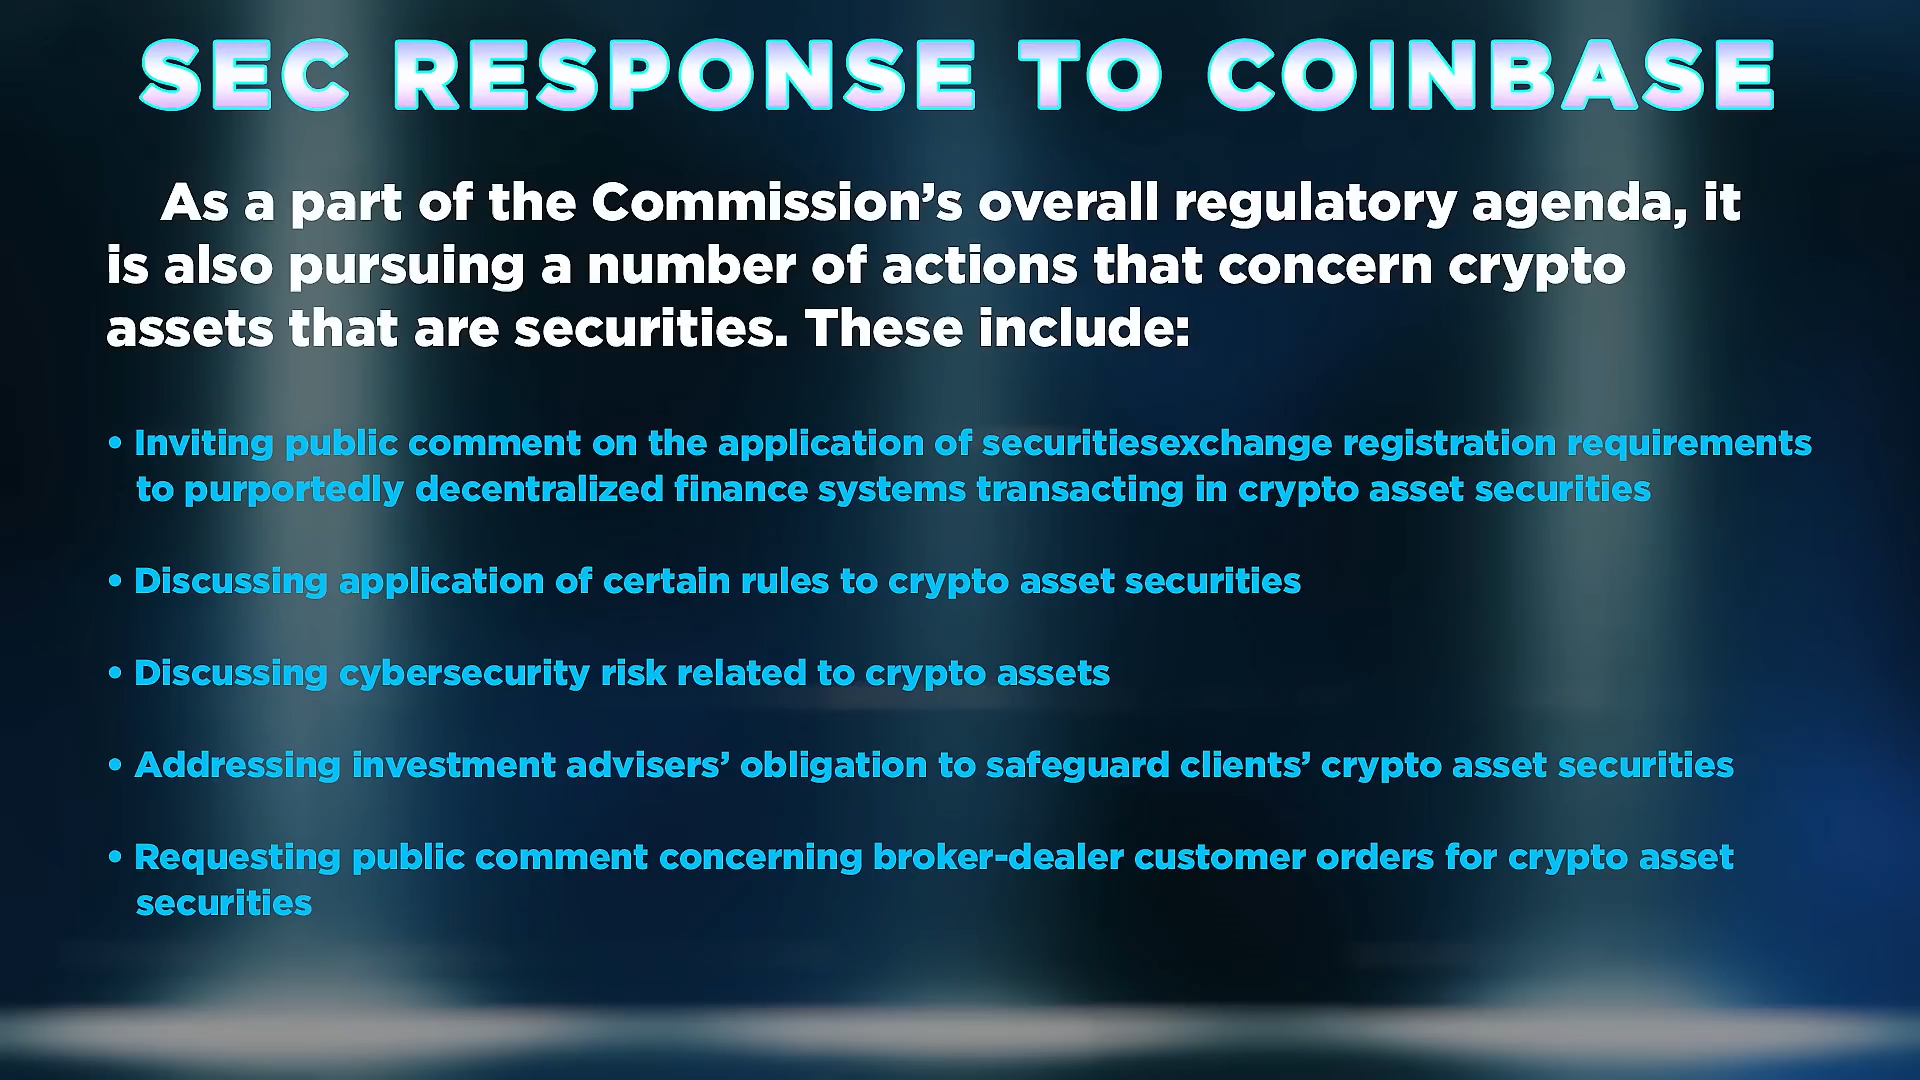 SEC RESPONSE TO COINBASE
As a part of the Commission’s overall regulatory agenda, it
is also pursuing a number of actions that concern crypto
assets that are securities. These include:
• Inviting public comment on the application of securitiesexchange registration requirements
to purportedly decentralized finance systems transacting in crypto asset securities
• Discussing application of certain rules to crypto asset securities
• Discussing cybersecurity risk related to crypto assets
• Addressing investment advisers’ obligation to safeguard clients’ crypto asset securities
• Requesting public comment concerning broker-dealer customer orders for crypto asset
securities